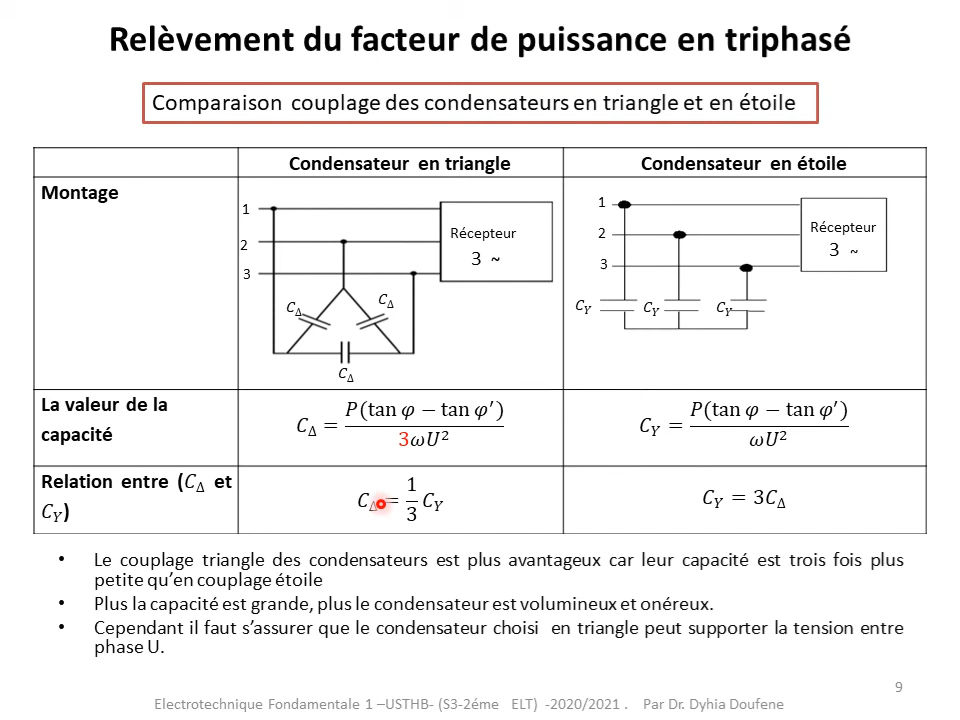 Relèvement du facteur de puissance en triphasé
Comparaison couplage des condensateurs en triangle et en étoile
Condensateur en triangle
Condensateur en étoile
Montage
1
2
3
Récepteur
3 ~
C_Δ
C_Δ
C_Δ
1
2
3
Récepteur
3 ~
C_Y
C_Y
C_Y
La valeur de la
capacité
C_Δ = P(tan φ − tan φ′) / 3ωU²
C_Y = P(tan φ − tan φ′) / ωU²
Relation entre (C_Δ et
C_Y)
C_Δ = 1/3 C_Y
C_Y = 3C_Δ
• Le couplage triangle des condensateurs est plus avantageux car leur capacité est trois fois plus
petite qu'en couplage étoile
• Plus la capacité est grande, plus le condensateur est volumineux et onéreux.
• Cependant il faut s'assurer que le condensateur choisi en triangle peut supporter la tension entre
phase U.
9
Electrotechnique Fondamentale 1 –USTHB- (S3-2éme ELT) -2020/2021 . Par Dr. Dyhia Doufene